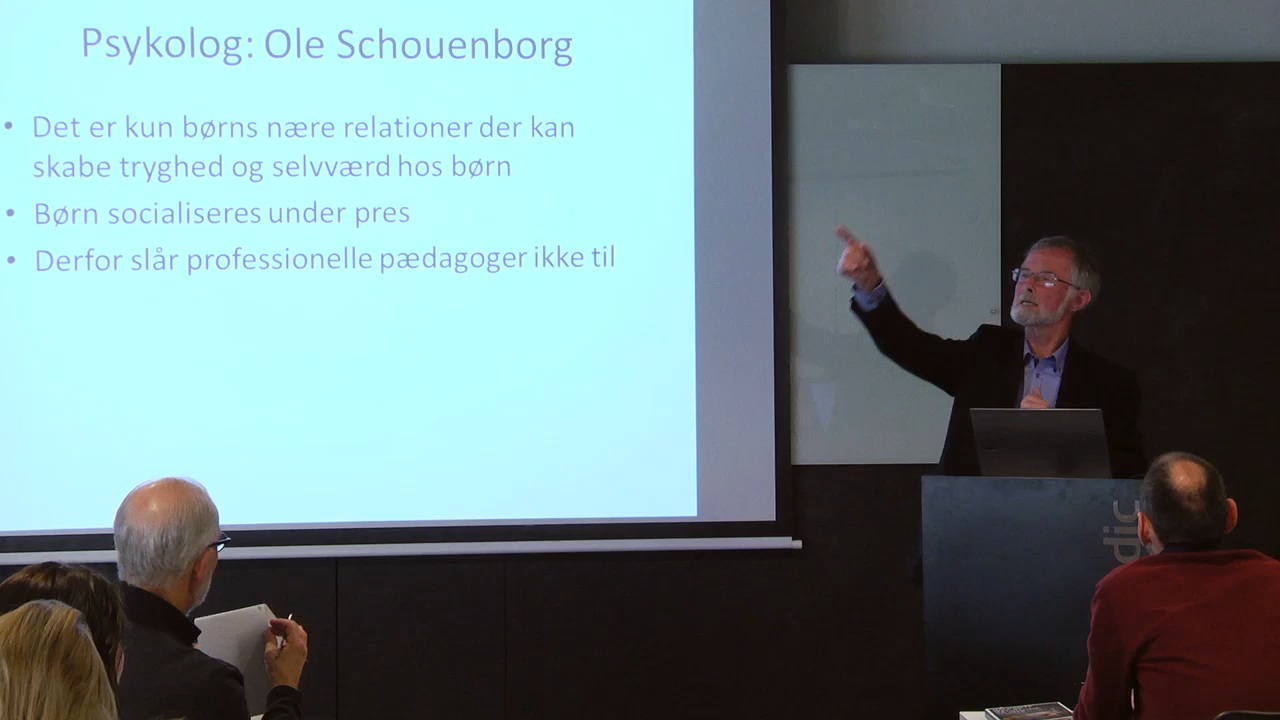 Psykolog: Ole Schouenborg
• Det er kun børns nære relationer der kan
skabe tryghed og selvværd hos børn
• Børn socialiseres under pres
• Derfor slår professionelle pædagoger ikke til
dic